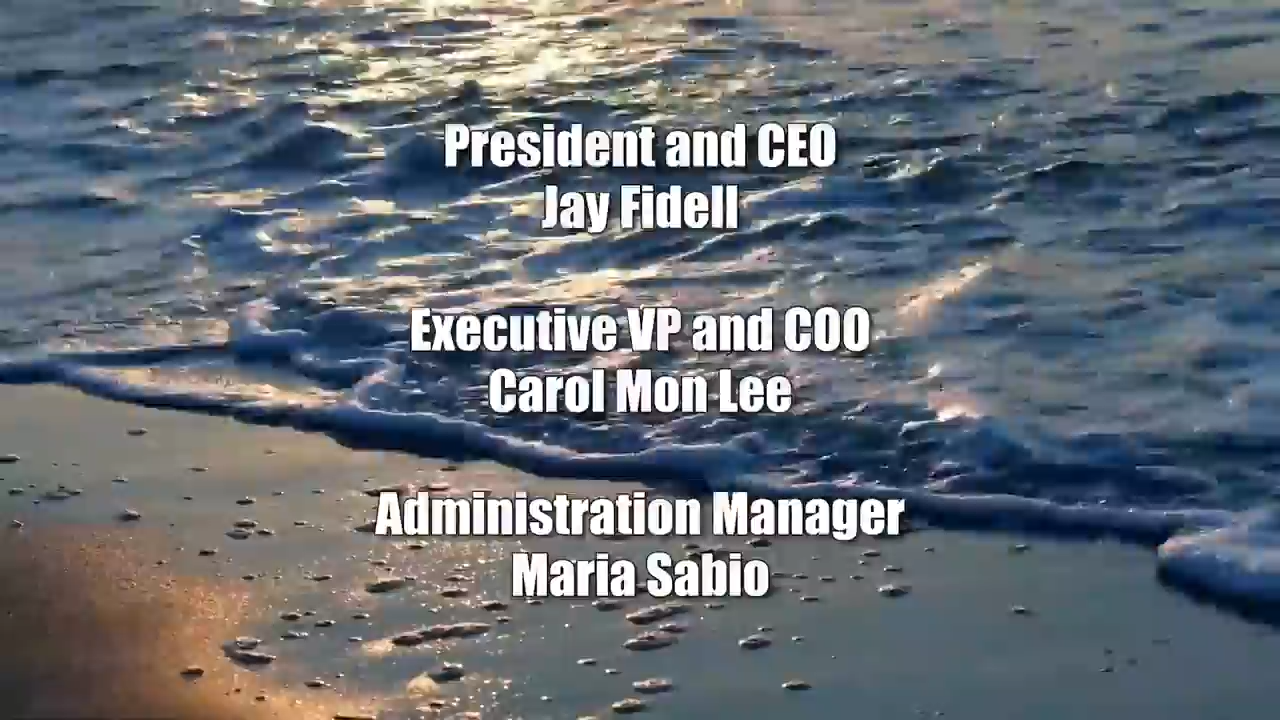 President and CEO
Jay Fidell
Executive VP and COO
Carol Mon Lee
Administration Manager
Maria Sabio